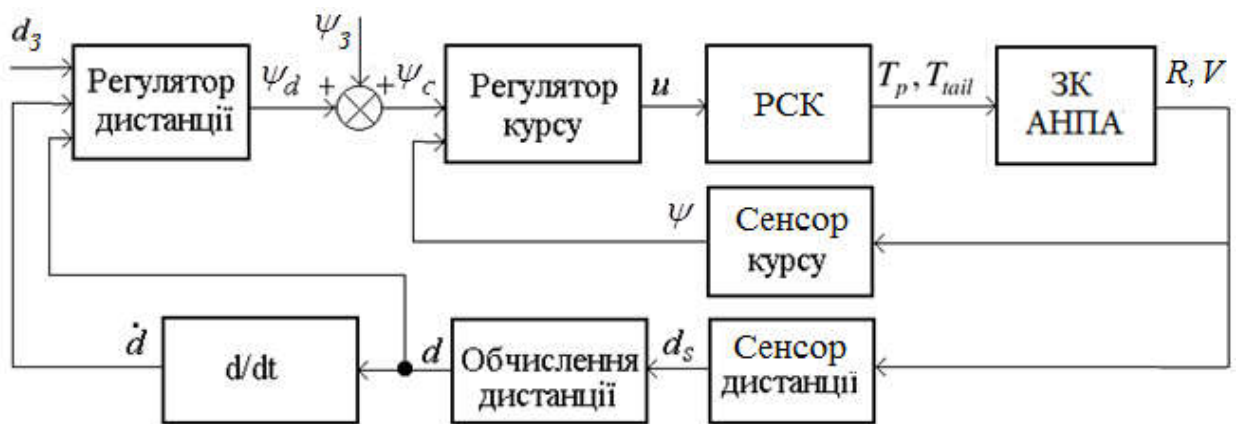 d₃
Регулятор
дистанції
ψ_d
+
ψ₃
+
ψ_c
Регулятор
курсу
u
РСК
T_p, T_tail
ЗК
АНПА
R, V
ψ
Сенсор
курсу
ḋ
d/dt
d
Обчислення
дистанції
d_s
Сенсор
дистанції